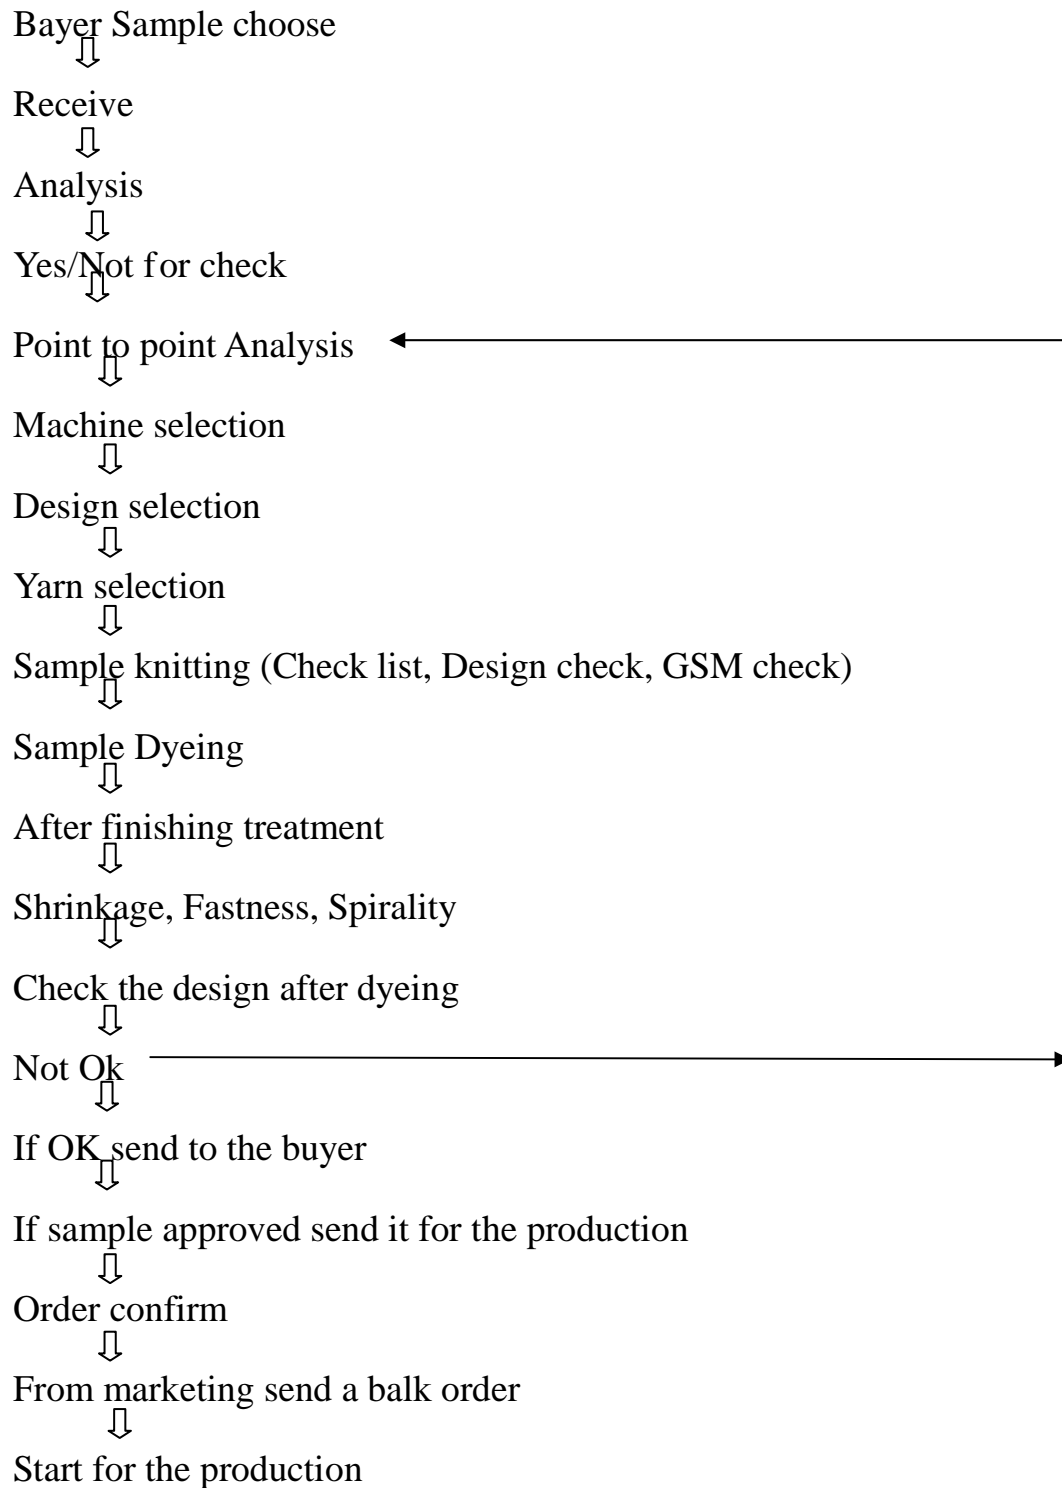 Bayer Sample choose
Receive
Analysis
Yes/Not for check
Point to point Analysis
Machine selection
Design selection
Yarn selection
Sample knitting (Check list, Design check, GSM check)
Sample Dyeing
After finishing treatment
Shrinkage, Fastness, Spirality
Check the design after dyeing
Not Ok
If OK send to the buyer
If sample approved send it for the production
Order confirm
From marketing send a balk order
Start for the production